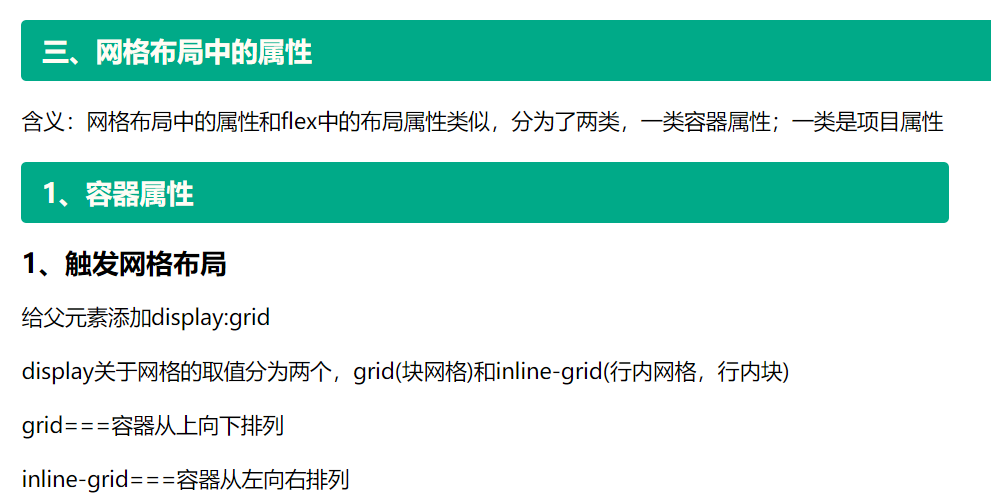 三、网格布局中的属性
含义：网格布局中的属性和flex中的布局属性类似，分为了两类，一类容器属性；一类是项目属性
1、容器属性
1、触发网格布局
给父元素添加display:grid
display关于网格的取值分为两个，grid(块网格)和inline-grid(行内网格，行内块)
grid===容器从上向下排列
inline-grid===容器从左向右排列